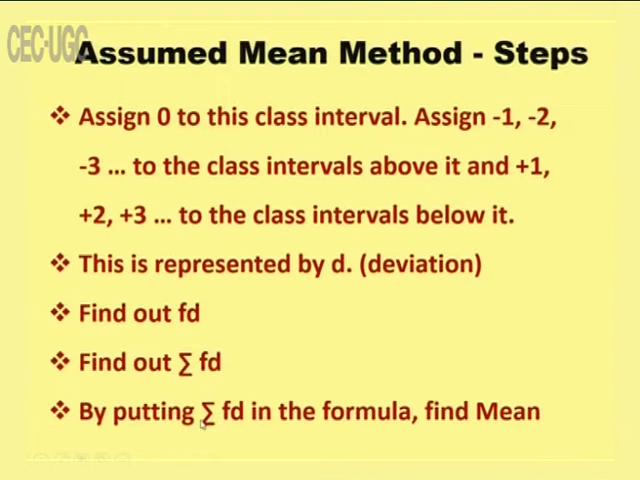 CEC-UGC
Assumed Mean Method - Steps
❖ Assign 0 to this class interval. Assign -1, -2,
-3 ... to the class intervals above it and +1,
+2, +3 ... to the class intervals below it.
❖ This is represented by d. (deviation)
❖ Find out fd
❖ Find out ∑ fd
❖ By putting ∑ fd in the formula, find Mean